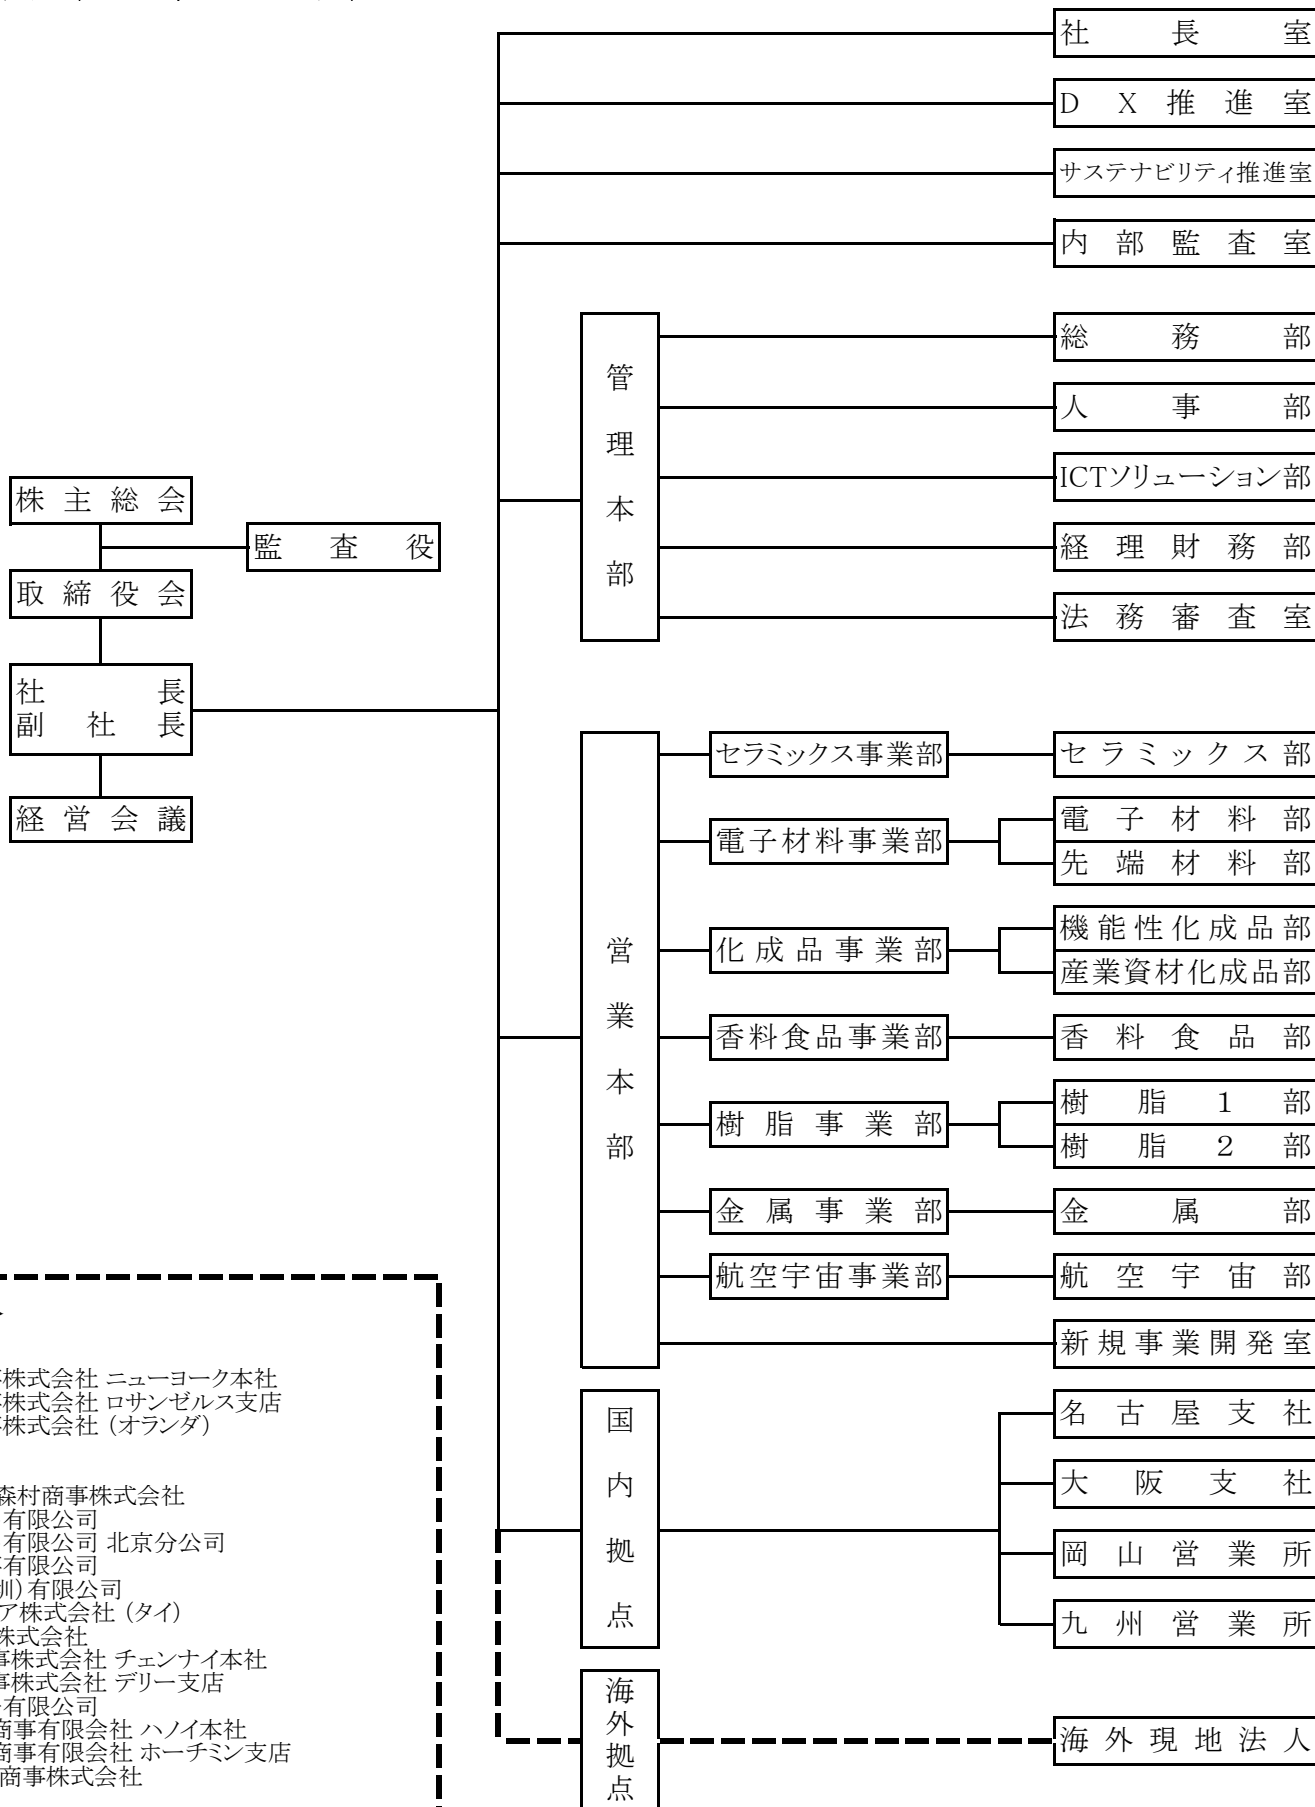 社長室
DX推進室
サステナビリティ推進室
内部監査室
管理本部
総務部
人事部
ICTソリューション部
経理財務部
法務審査室
株主総会
監査役
取締役会
社長
副社長
経営会議
営業本部
セラミックス事業部
セラミックス部
電子材料事業部
電子材料部
先端材料部
化成品事業部
機能性化成品部
産業資材化成品部
香料食品事業部
香料食品部
樹脂事業部
樹脂1部
樹脂2部
金属事業部
金属部
航空宇宙事業部
航空宇宙部
新規事業開発室
国内拠点
名古屋支社
大阪支社
岡山営業所
九州営業所
海外拠点
海外現地法人
株式会社 ニューヨーク本社
株式会社 ロサンゼルス支店
株式会社 (オランダ)
森村商事株式会社
有限公司
有限公司 北京分公司
有限公司
圳)有限公司
ア株式会社 (タイ)
株式会社
事株式会社 チェンナイ本社
事株式会社 デリー支店
有限公司
商事有限会社 ハノイ本社
商事有限会社 ホーチミン支店
商事株式会社